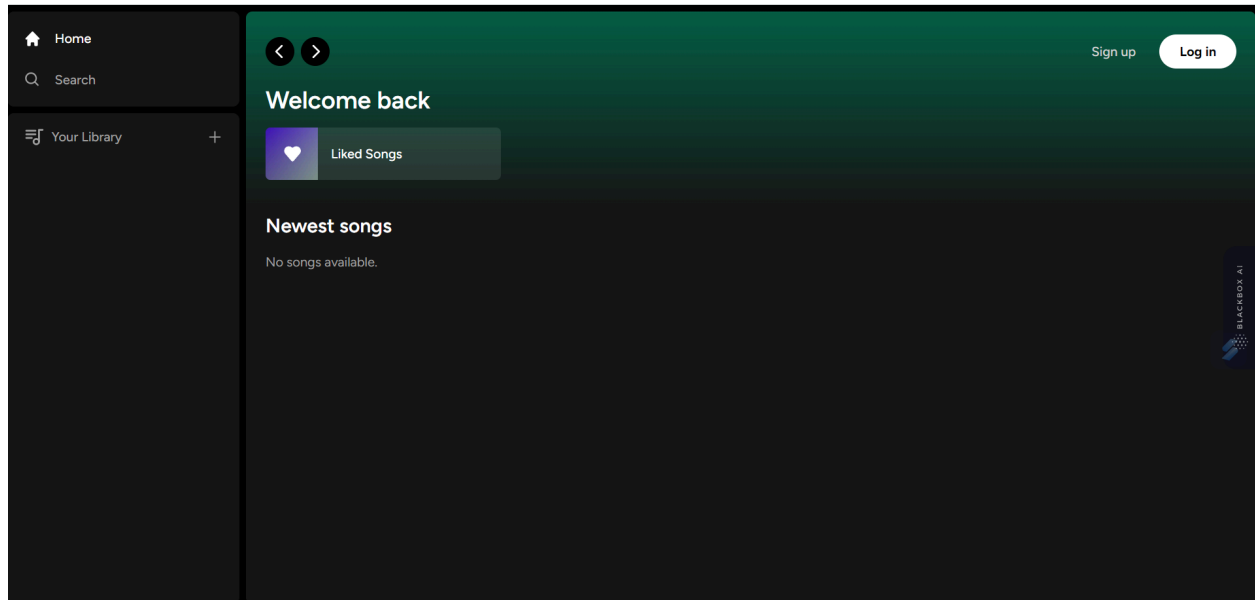 Home
Search
Your Library
Sign up
Log in
Welcome back
Liked Songs
Newest songs
No songs available.
BLACKBOX AI